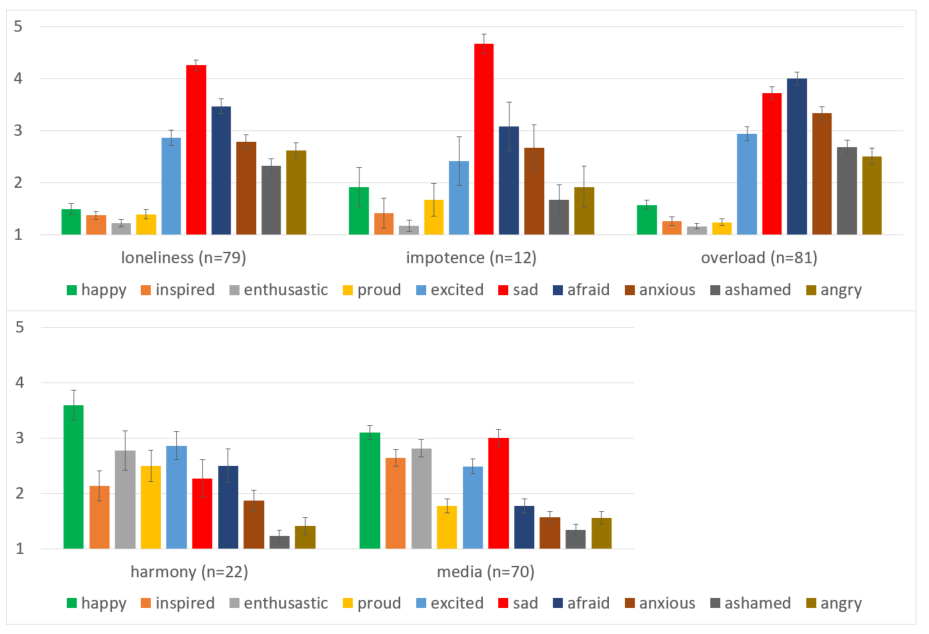 5
4
3
2
1
loneliness (n=79) impotence (n=12) overload (n=81)
happy inspired enthusastic proud excited sad afraid anxious ashamed angry
5
4
3
2
1
harmony (n=22) media (n=70)
happy inspired enthusastic proud excited sad afraid anxious ashamed angry